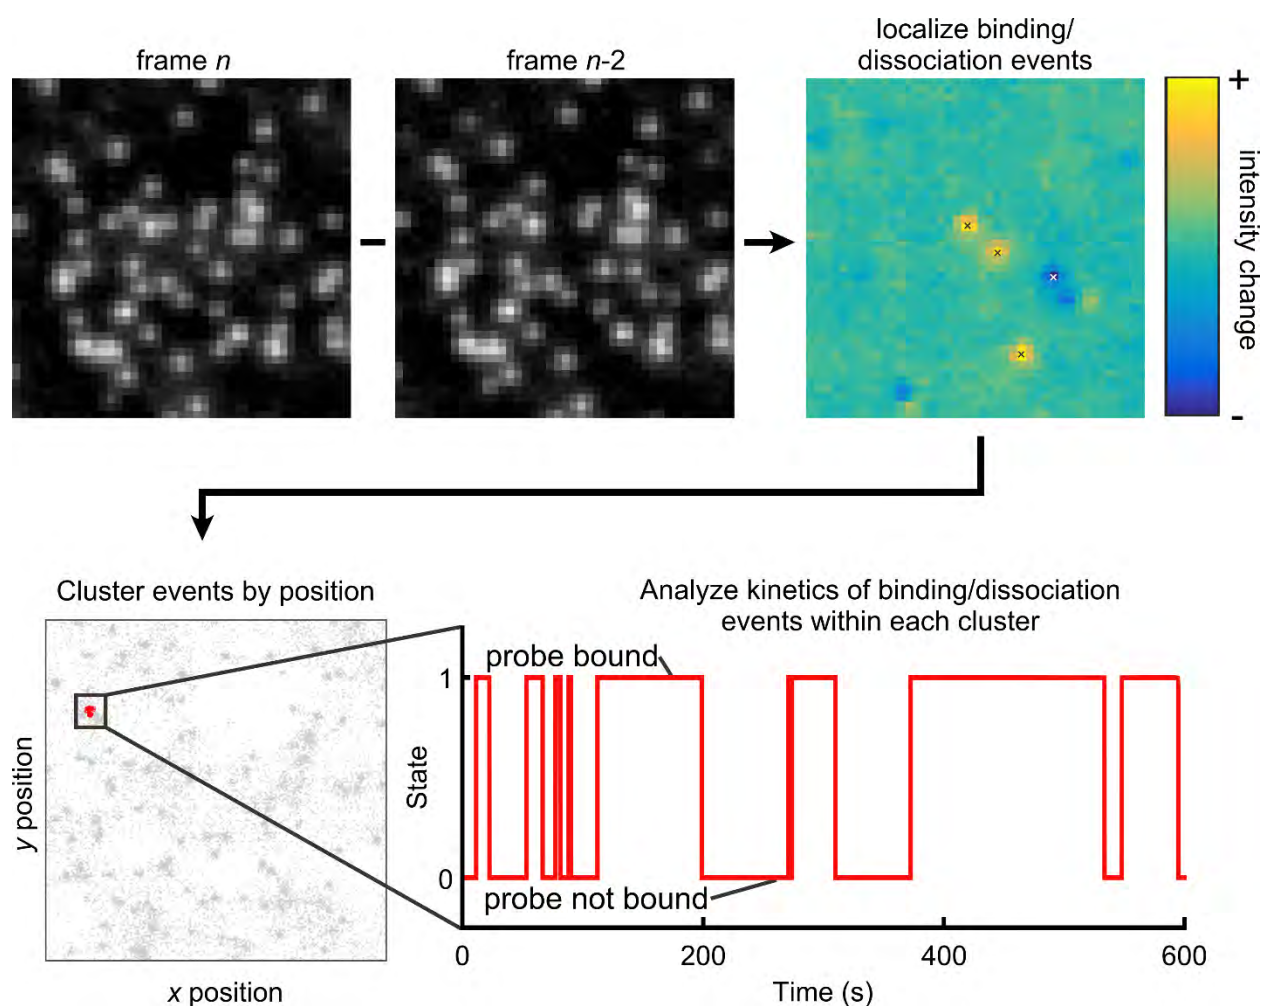 frame n
frame n-2
localize binding/
dissociation events
+
intensity change
-
Cluster events by position
y position
x position
Analyze kinetics of binding/dissociation
events within each cluster
probe bound
probe not bound
State
1
0
0
200
400
600
Time (s)